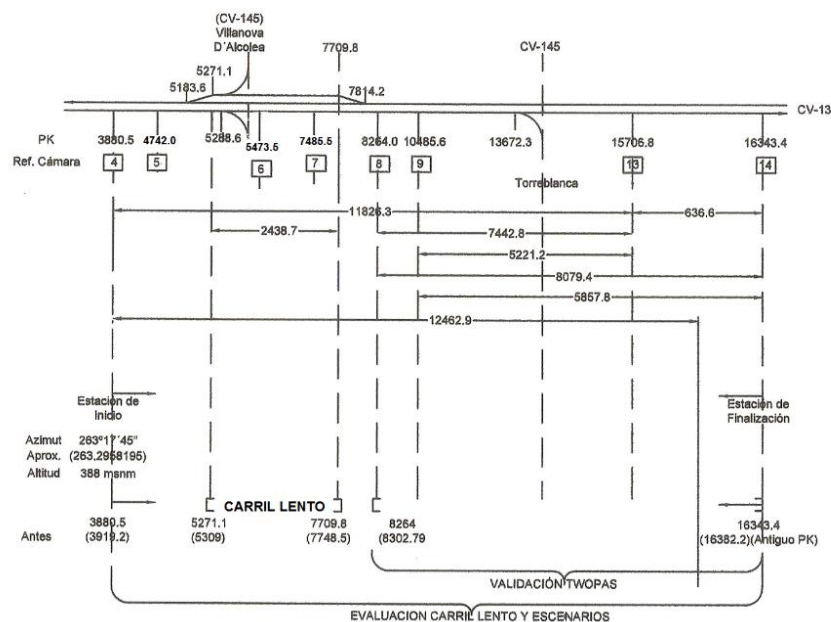 (CV-145)
Villanova
D´Alcolea
7709.8
CV-145
5271.1
5183.6
7814.2
CV-13
PK 3880.5 4742.0 5288.6 5473.5 7485.5 8264.0 10485.6 13672.3 15706.8 16343.4
Ref. Cámara 4 5 6 7 8 9 13 14
Torreblanca
11826.3 636.6
2438.7 7442.8
5221.2
8079.4
5857.8
12462.9
Estación de
Inicio
Estación de
Finalización
Azimut 263º17´45"
Aprox. (263.2958195)
Altitud 388 msnm
CARRIL LENTO
Antes 3880.5 5271.1 7709.8 8264 16343.4
(3919.2) (5309) (7748.5) (8302.79 (16382.2)(Antiguo PK)
VALIDACIÓN TWOPAS
EVALUACION CARRIL LENTO Y ESCENARIOS